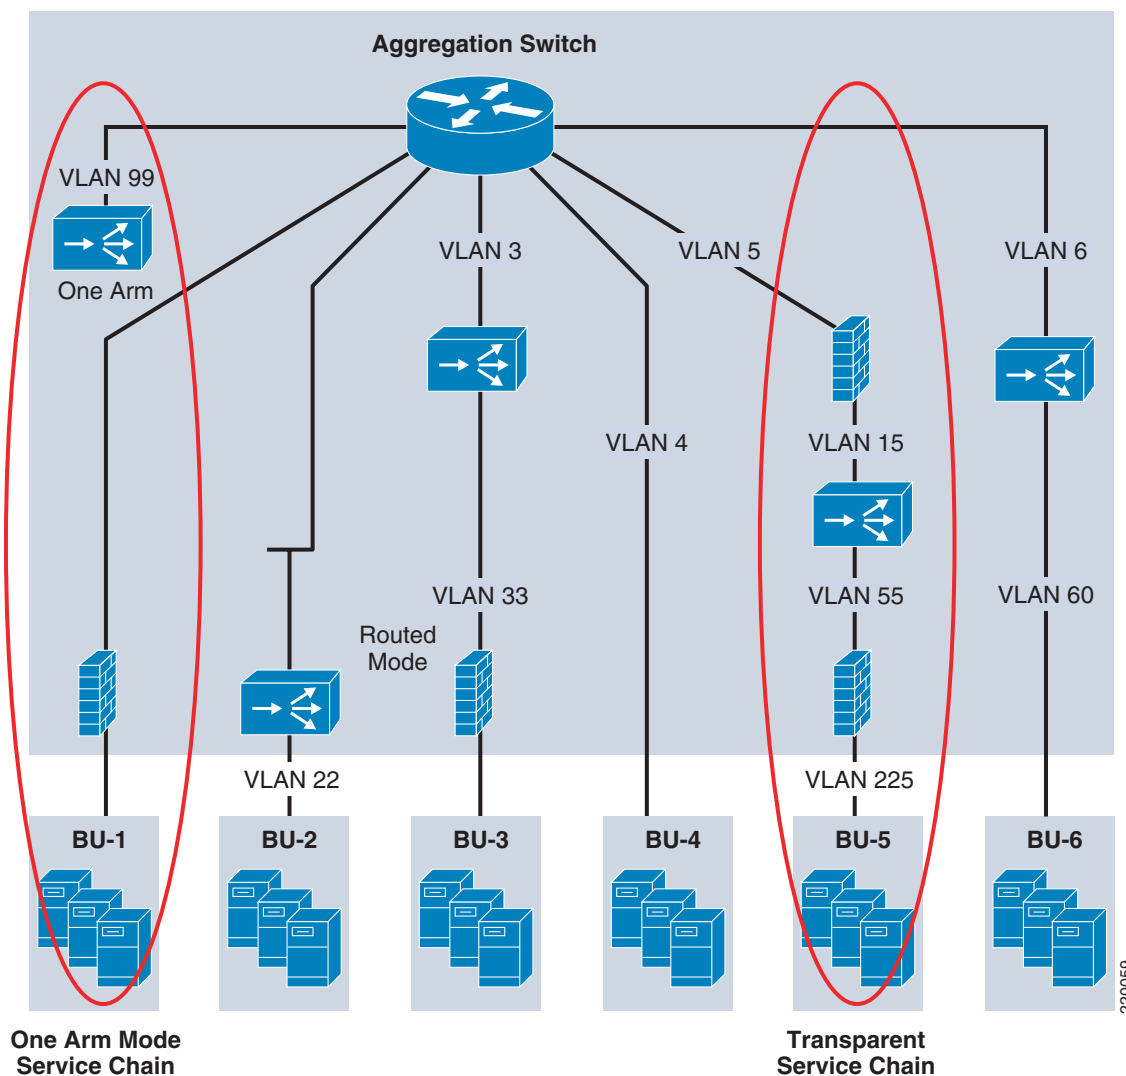 Aggregation Switch
VLAN 99
One Arm
VLAN 3
VLAN 5
VLAN 6
VLAN 4
VLAN 15
VLAN 33
VLAN 55
VLAN 60
Routed
Mode
VLAN 22
VLAN 225
BU-1
BU-2
BU-3
BU-4
BU-5
BU-6
220059
One Arm Mode
Service Chain
Transparent
Service Chain